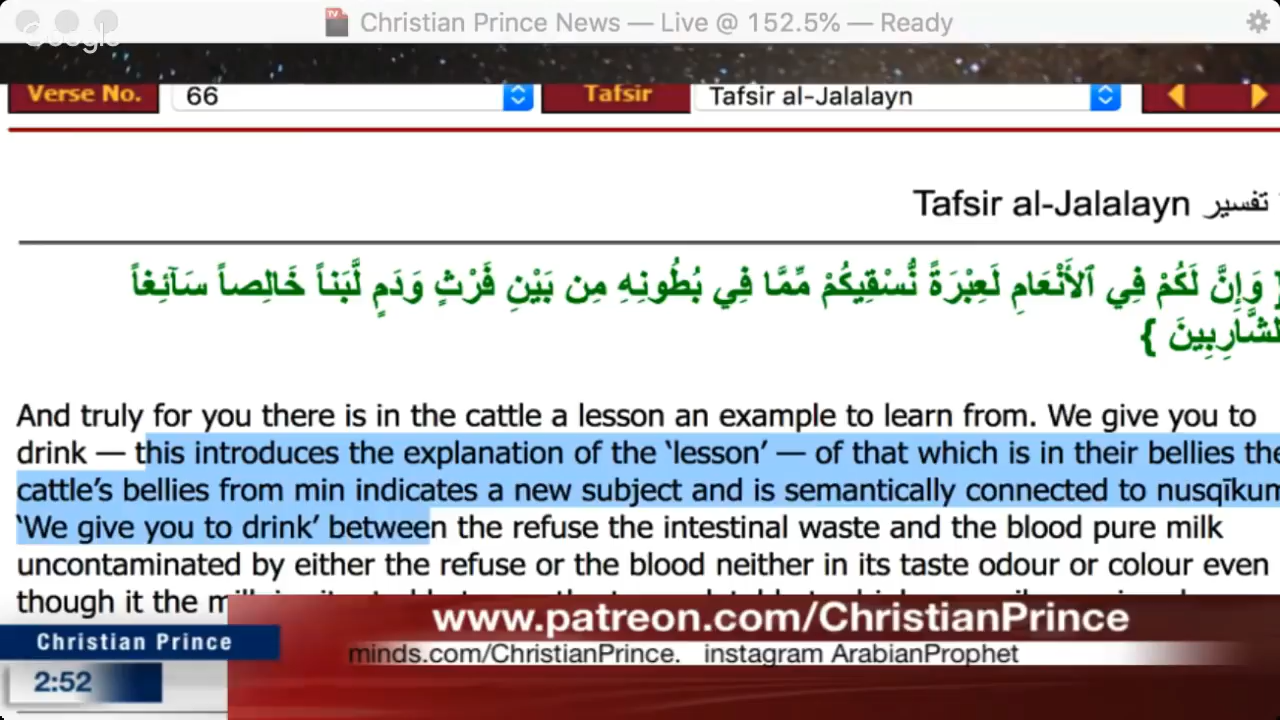 Google
Christian Prince News — Live @ 152.5% — Ready
Verse No. 66 Tafsir Tafsir al-Jalalayn
Tafsir al-Jalalayn تفسير
{ وَإِنَّ لَكُمْ فِي ٱلأَنْعَامِ لَعِبْرَةً نُّسْقِيكُمْ مِّمَّا فِي بُطُونِهِ مِن بَيْنِ فَرْثٍ وَدَمٍ لَّبَناً خَالِصاً سَآئِغاً
لشَّارِبِينَ }
And truly for you there is in the cattle a lesson an example to learn from. We give you to
drink — this introduces the explanation of the ‘lesson’ — of that which is in their bellies the
cattle’s bellies from min indicates a new subject and is semantically connected to nusqīkum
‘We give you to drink’ between the refuse the intestinal waste and the blood pure milk
uncontaminated by either the refuse or the blood neither in its taste odour or colour even
though it the
www.patreon.com/ChristianPrince
Christian Prince
minds.com/ChristianPrince. instagram ArabianProphet
2:52